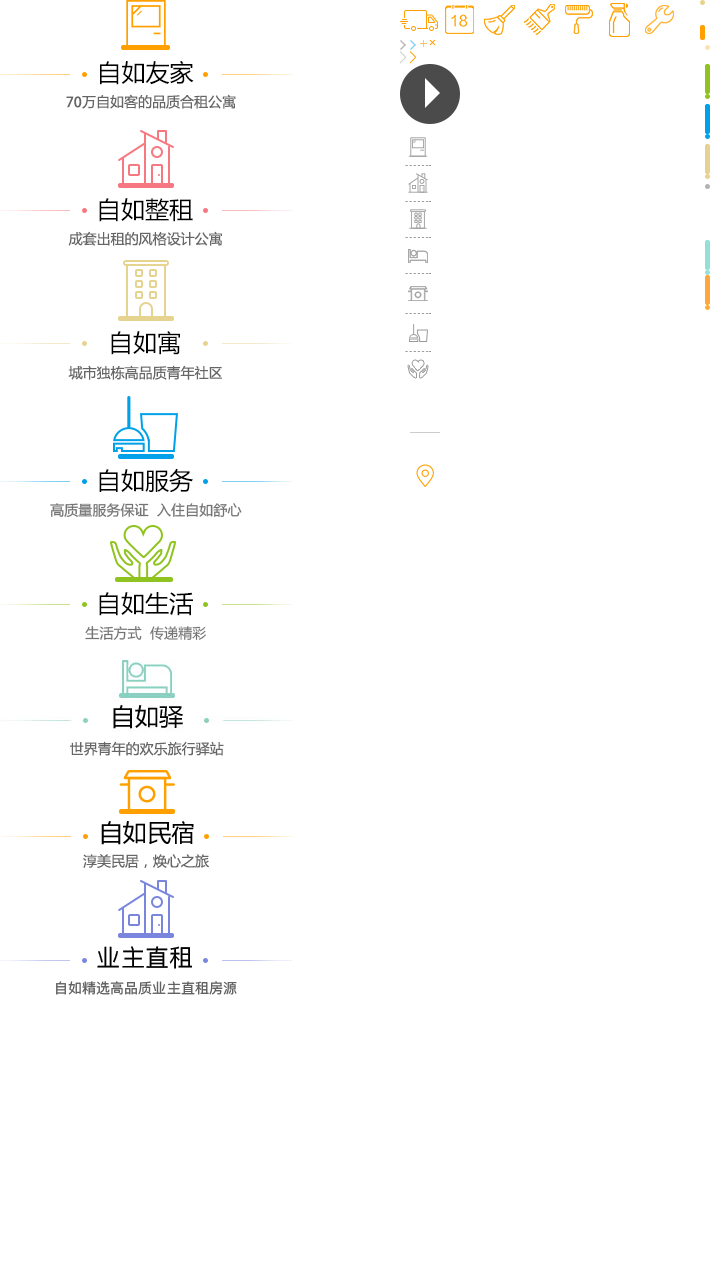 18
自如友家
70万自如客的品质合租公寓
自如整租
成套出租的风格设计公寓
自如寓
城市独栋高品质青年社区
自如服务
高质量服务保证 入住自如舒心
自如生活
生活方式 传递精彩
自如驿
世界青年的欢乐旅行驿站
自如民宿
淳美民居，焕心之旅
业主直租
自如精选高品质业主直租房源